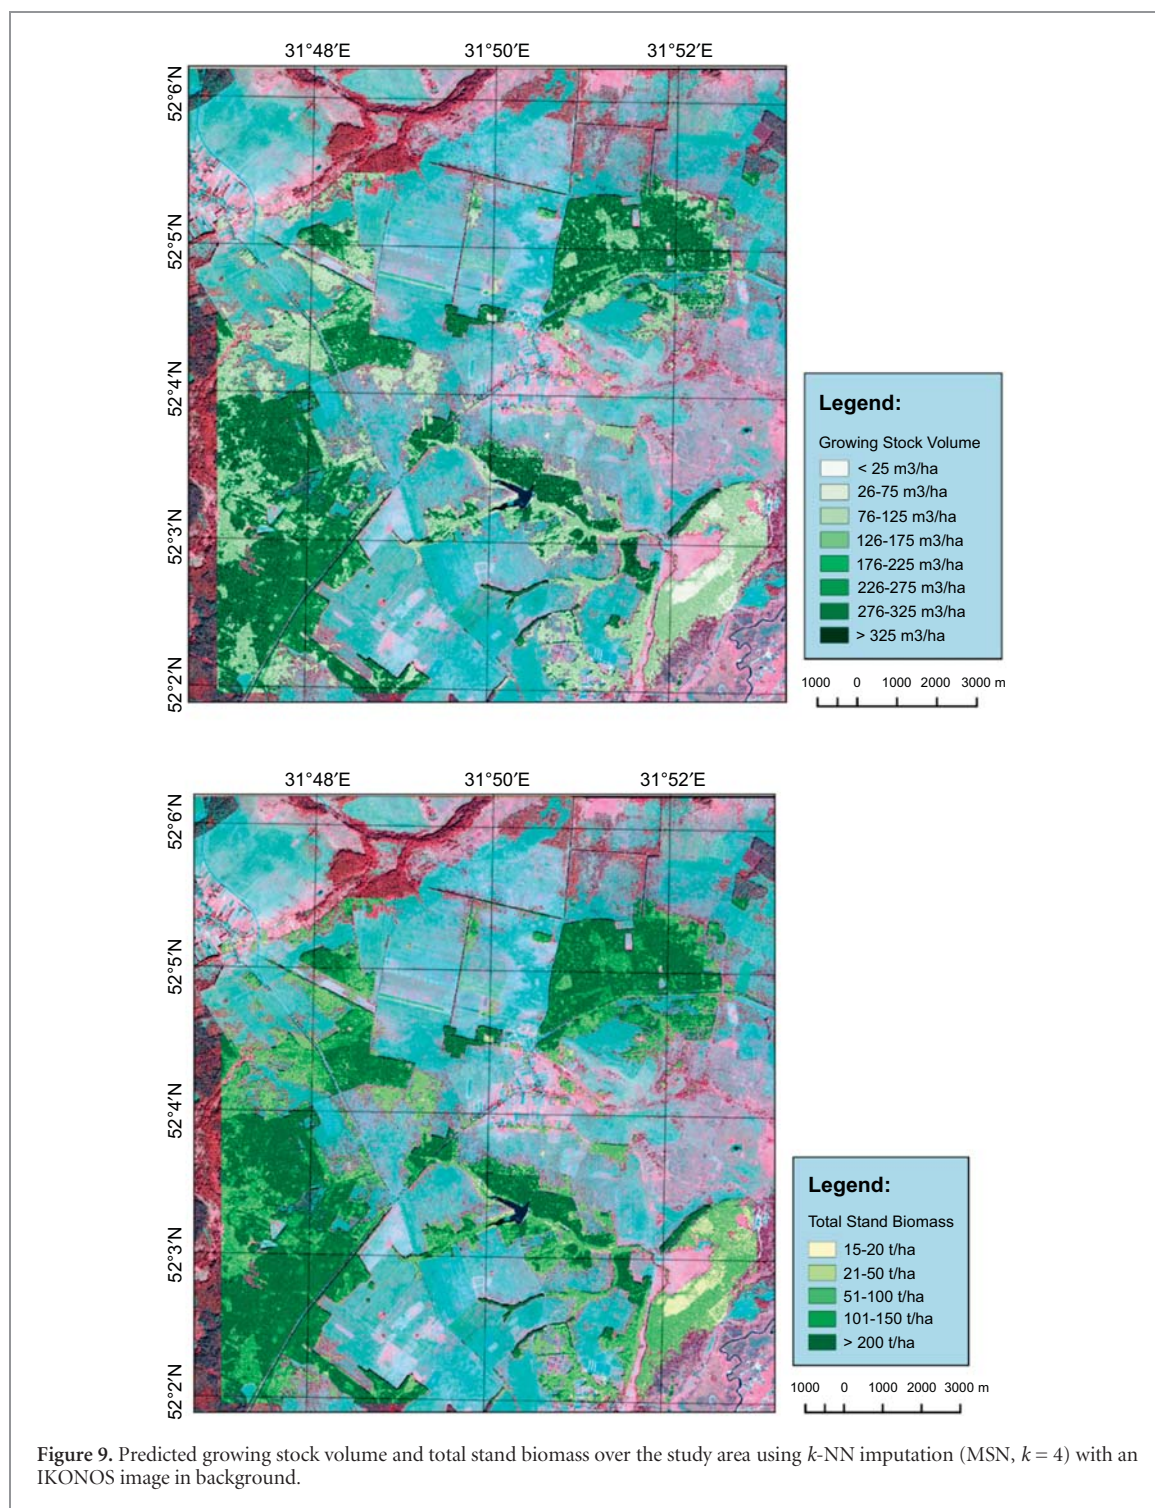 31°48′E 31°50′E 31°52′E
52°6′N
52°5′N
52°4′N
52°3′N
52°2′N
Legend:
Growing Stock Volume
< 25 m3/ha
26-75 m3/ha
76-125 m3/ha
126-175 m3/ha
176-225 m3/ha
226-275 m3/ha
276-325 m3/ha
> 325 m3/ha
1000 0 1000 2000 3000 m
31°48′E 31°50′E 31°52′E
52°6′N
52°5′N
52°4′N
52°3′N
52°2′N
Legend:
Total Stand Biomass
15-20 t/ha
21-50 t/ha
51-100 t/ha
101-150 t/ha
> 200 t/ha
1000 0 1000 2000 3000 m
Figure 9. Predicted growing stock volume and total stand biomass over the study area using k-NN imputation (MSN, k = 4) with an
IKONOS image in background.